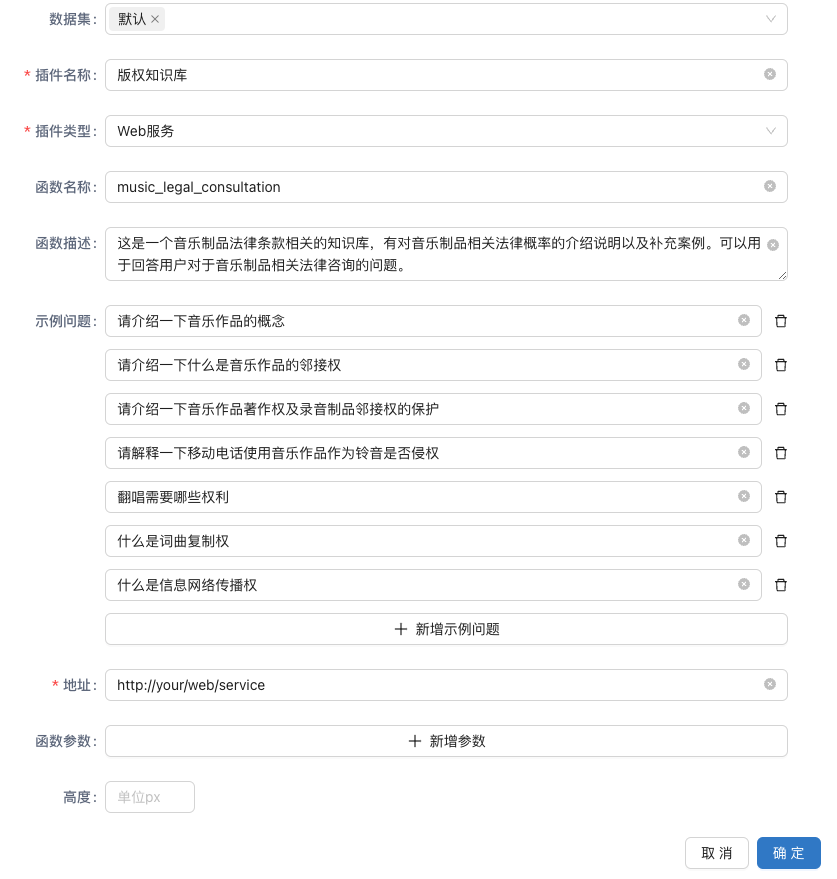 数据集: 默认
* 插件名称: 版权知识库
* 插件类型: Web服务
函数名称: music_legal_consultation
函数描述: 这是一个音乐制品法律条款相关的知识库，有对音乐制品相关法律概率的介绍说明以及补充案例。可以用
于回答用户对于音乐制品相关法律咨询的问题。
示例问题: 请介绍一下音乐作品的概念
请介绍一下什么是音乐作品的邻接权
请介绍一下音乐作品著作权及录音制品邻接权的保护
请解释一下移动电话使用音乐作品作为铃音是否侵权
翻唱需要哪些权利
什么是词曲复制权
什么是信息网络传播权
+ 新增示例问题
* 地址: http://your/web/service
函数参数: + 新增参数
高度: 单位px
取 消 确 定